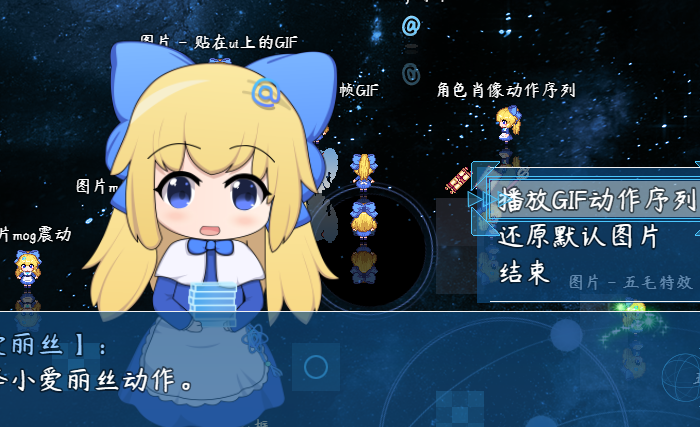 图片 - 贴在ui上的GIF
帧GIF
角色肖像动作序列
图片m
片mog震动
播放GIF动作序列
还原默认图片
结束
图片 - 五毛特效
丽丝】：
小爱丽丝动作。